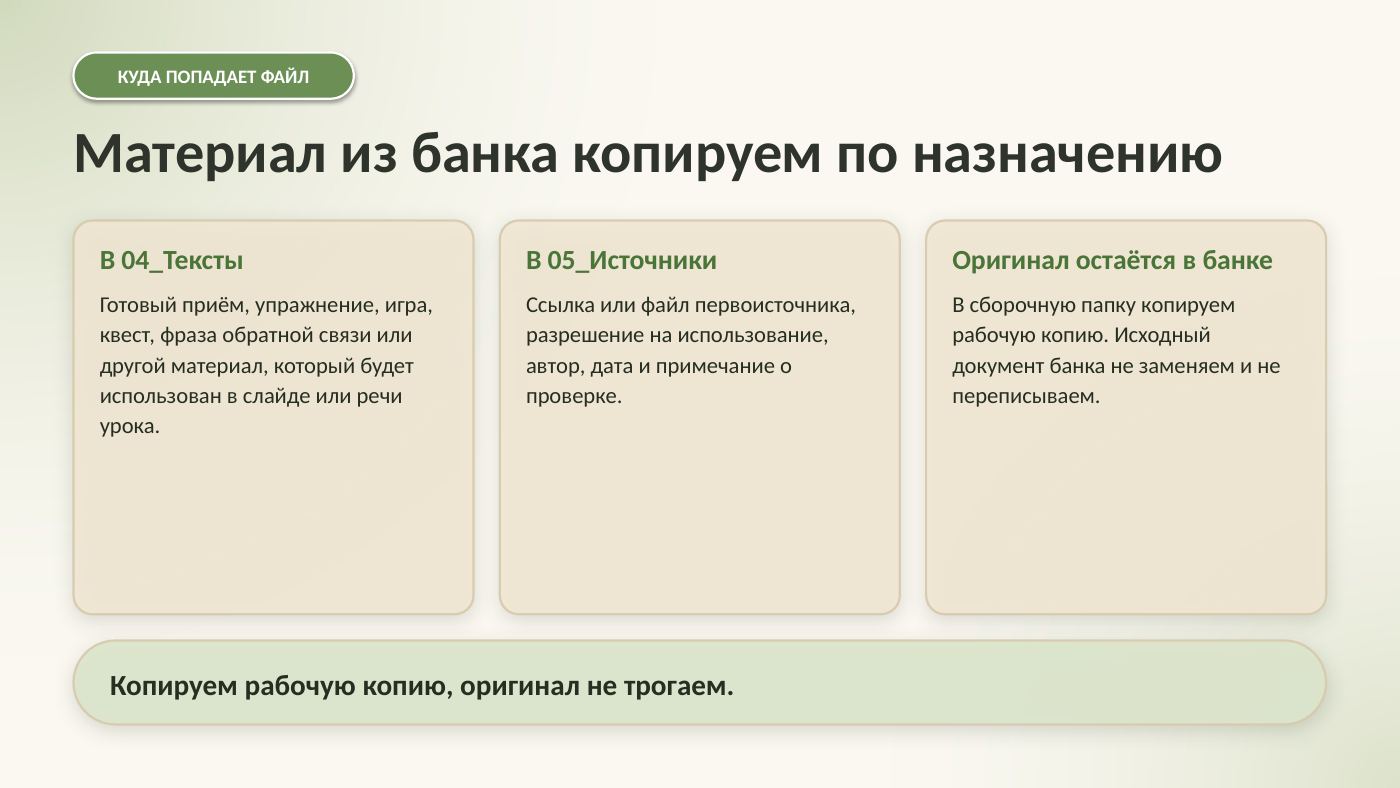 КУДА ПОПАДАЕТ ФАЙЛ
Материал из банка копируем по назначению
В 04_Тексты
Готовый приём, упражнение, игра,
квест, фраза обратной связи или
другой материал, который будет
использован в слайде или речи
урока.
В 05_Источники
Ссылка или файл первоисточника,
разрешение на использование,
автор, дата и примечание о
проверке.
Оригинал остаётся в банке
В сборочную папку копируем
рабочую копию. Исходный
документ банка не заменяем и не
переписываем.
Копируем рабочую копию, оригинал не трогаем.